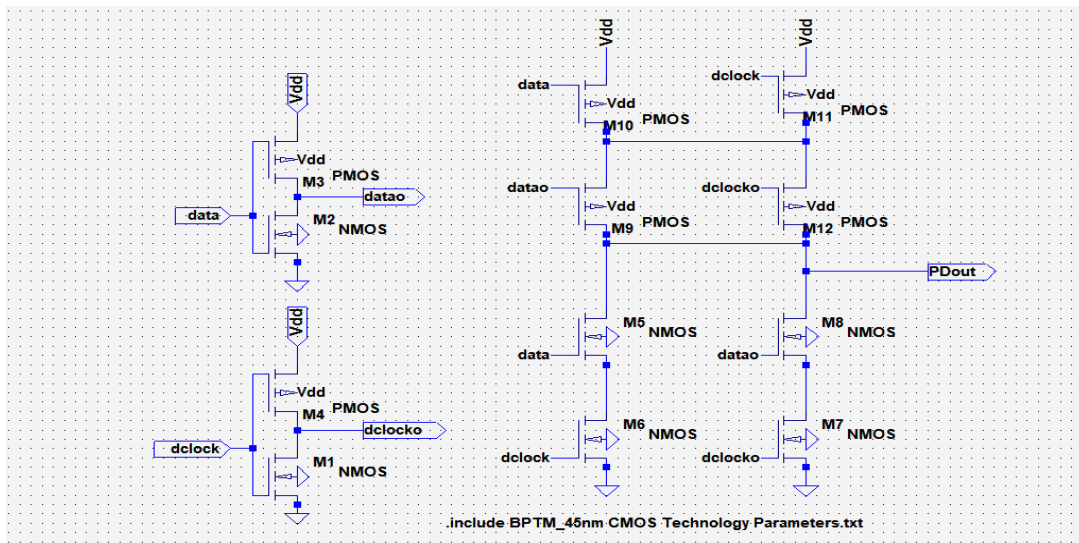 Vdd
Vdd
M3
PMOS
data
datao
M2
NMOS
Vdd
Vdd
M4
PMOS
dclock
dclocko
M1
NMOS
Vdd
Vdd
data
Vdd
M10
PMOS
dclock
Vdd
M11
PMOS
datao
Vdd
M9
PMOS
dclocko
Vdd
M12
PMOS
PDout
M5
NMOS
data
M8
NMOS
datao
M6
NMOS
dclock
M7
NMOS
dclocko
.include BPTM_45nm CMOS Technology Parameters.txt